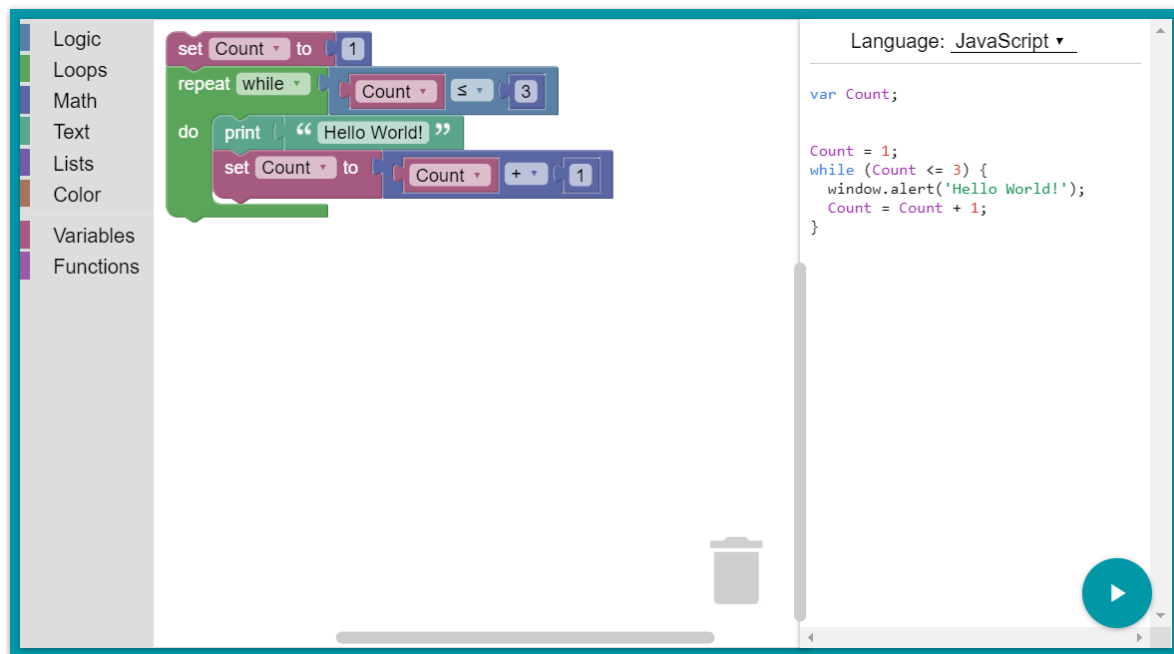 Logic
Loops
Math
Text
Lists
Color
Variables
Functions
set Count ▾ to 1
repeat while ▾ Count ▾ ≤ ▾ 3
do print “ Hello World! ”
set Count ▾ to Count ▾ + ▾ 1
Language: JavaScript ▾
var Count;
Count = 1;
while (Count <= 3) {
  window.alert('Hello World!');
  Count = Count + 1;
}